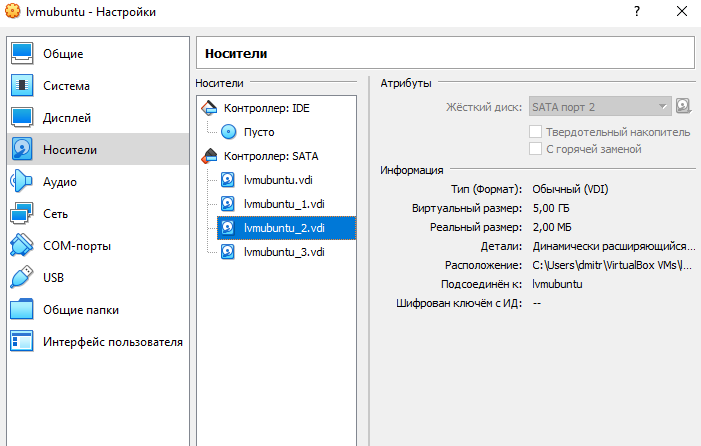 lvmubuntu - Настройки
? ×
Общие
Система
Дисплей
Носители
Аудио
Сеть
COM-порты
USB
Общие папки
Интерфейс пользователя
Носители
Носители
Контроллер: IDE
Пусто
Контроллер: SATA
lvmubuntu.vdi
lvmubuntu_1.vdi
lvmubuntu_2.vdi
lvmubuntu_3.vdi
Атрибуты
Жёсткий диск: SATA порт 2
Твердотельный накопитель
С горячей заменой
Информация
Тип (Формат): Обычный (VDI)
Виртуальный размер: 5,00 ГБ
Реальный размер: 2,00 МБ
Детали: Динамически расширяющийся...
Расположение: C:\Users\dmitr\VirtualBox VMs\l...
Подсоединён к: lvmubuntu
Шифрован ключём с ИД: --